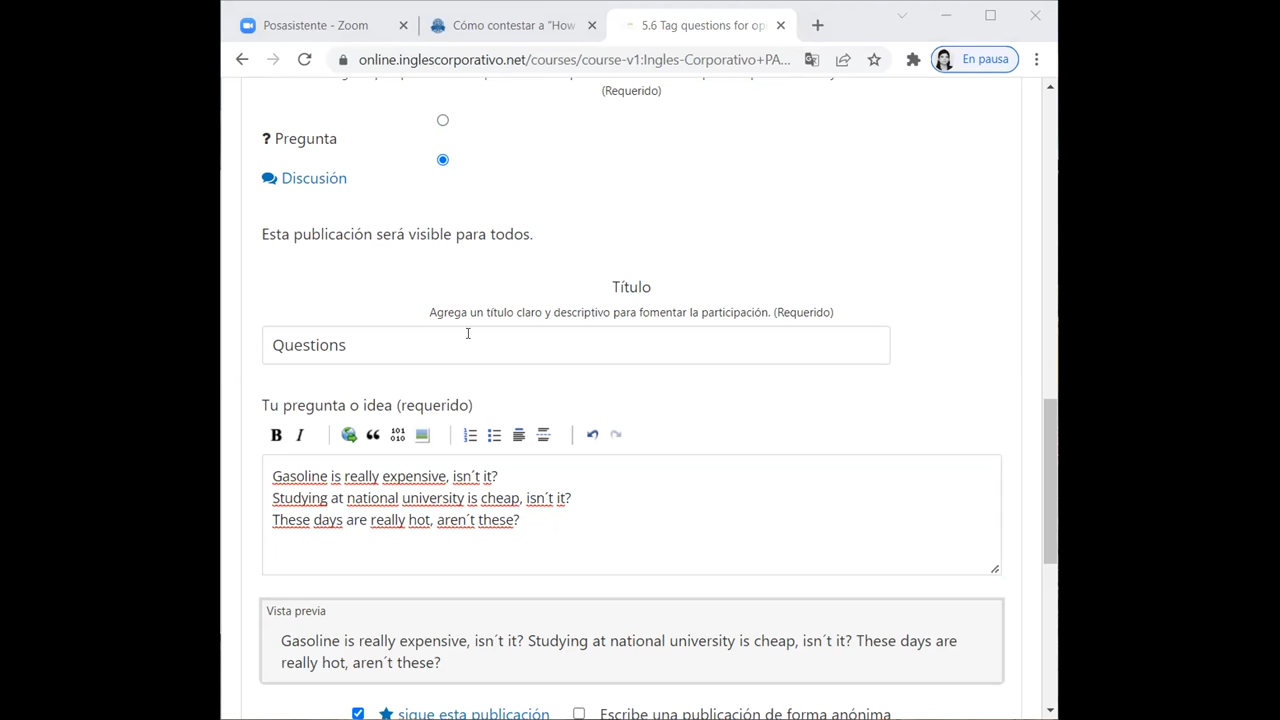 Posasistente - Zoom
Cómo contestar a "How
5.6 Tag questions for op
online.inglescorporativo.net/courses/course-v1:Ingles-Corporativo+PA...
En pausa
(Requerido)
? Pregunta
Discusión
Esta publicación será visible para todos.
Título
Agrega un título claro y descriptivo para fomentar la participación. (Requerido)
Questions
Tu pregunta o idea (requerido)
B I
Gasoline is really expensive, isn´t it?
Studying at national university is cheap, isn´t it?
These days are really hot, aren´t these?
Vista previa
Gasoline is really expensive, isn´t it? Studying at national university is cheap, isn´t it? These days are
really hot, aren´t these?
sigue esta publicación
Escribe una publicación de forma anónima